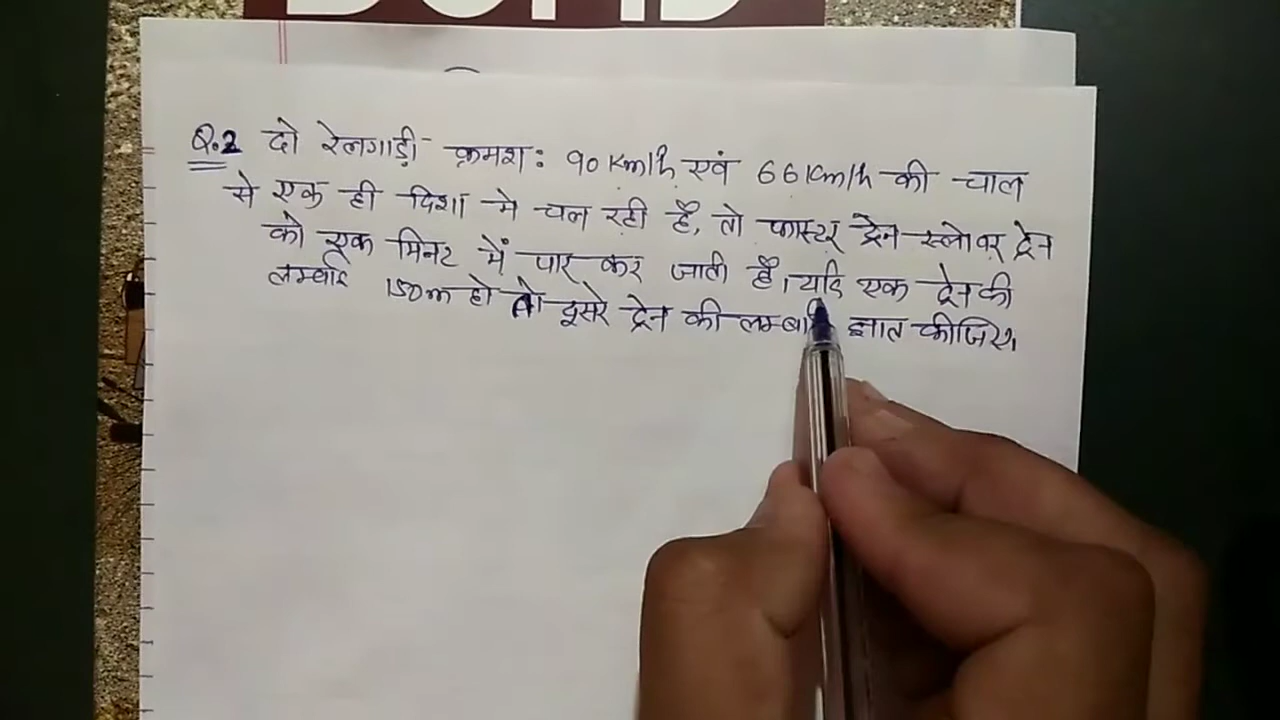 Q.2 दो रेलगाड़ी क्रमश: 90 Km/h एवं 66 Km/h की चाल
से एक ही दिशा मे चल रही है, तो फास्टर ट्रेन स्लोवर ट्रेन
को एक मिनट में पार कर जाती है। यदि एक ट्रेन की
लम्बाई 150m हो तो दूसरे ट्रेन की लम्बाई ज्ञात कीजिए।